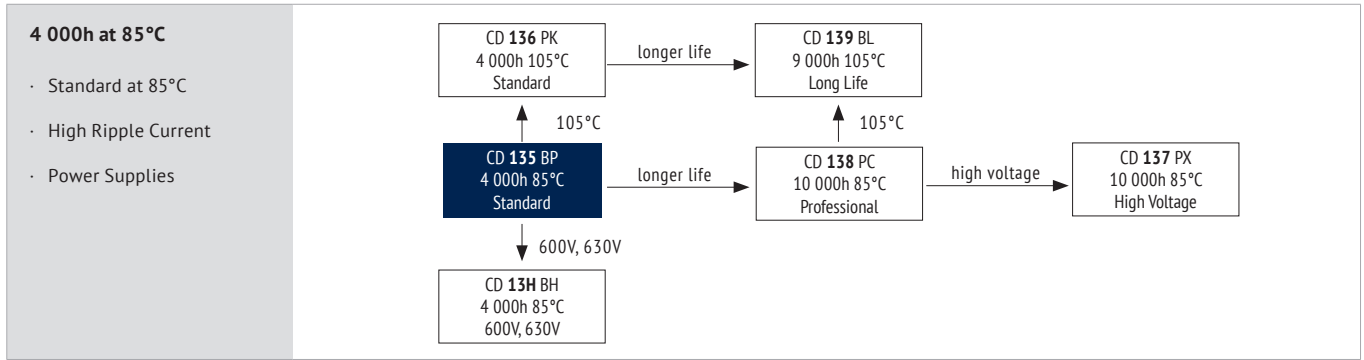 4 000h at 85°C
· Standard at 85°C
· High Ripple Current
· Power Supplies
CD 136 PK
4 000h 105°C
Standard
longer life
CD 139 BL
9 000h 105°C
Long Life
105°C
105°C
CD 135 BP
4 000h 85°C
Standard
longer life
CD 138 PC
10 000h 85°C
Professional
high voltage
CD 137 PX
10 000h 85°C
High Voltage
600V, 630V
CD 13H BH
4 000h 85°C
600V, 630V